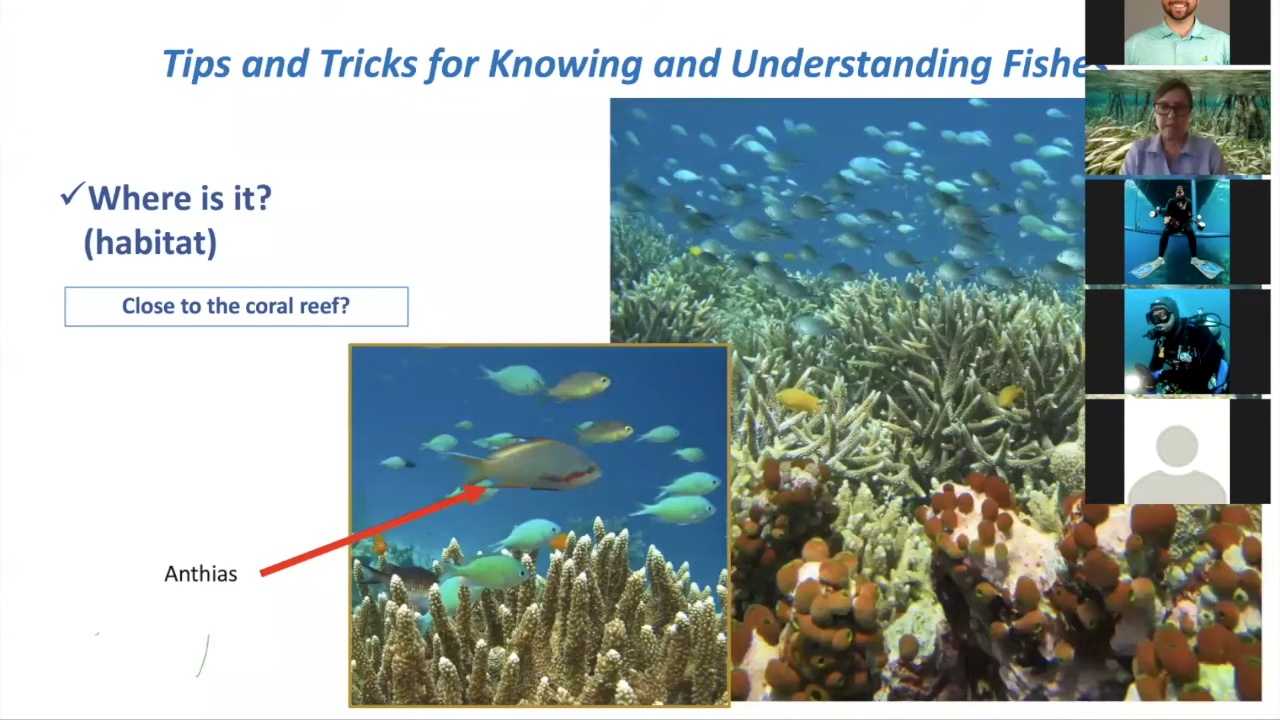 Tips and Tricks for Knowing and Understanding Fishes
✓Where is it?
(habitat)
Close to the coral reef?
Anthias